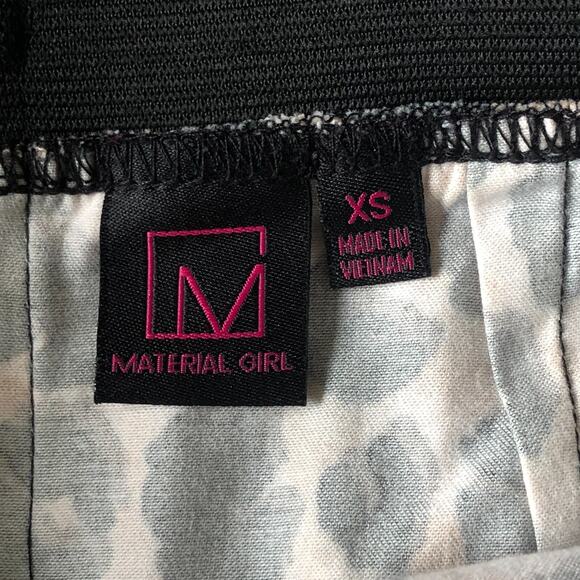 M
MATERIAL GIRL
XS
MADE IN
VIETNAM